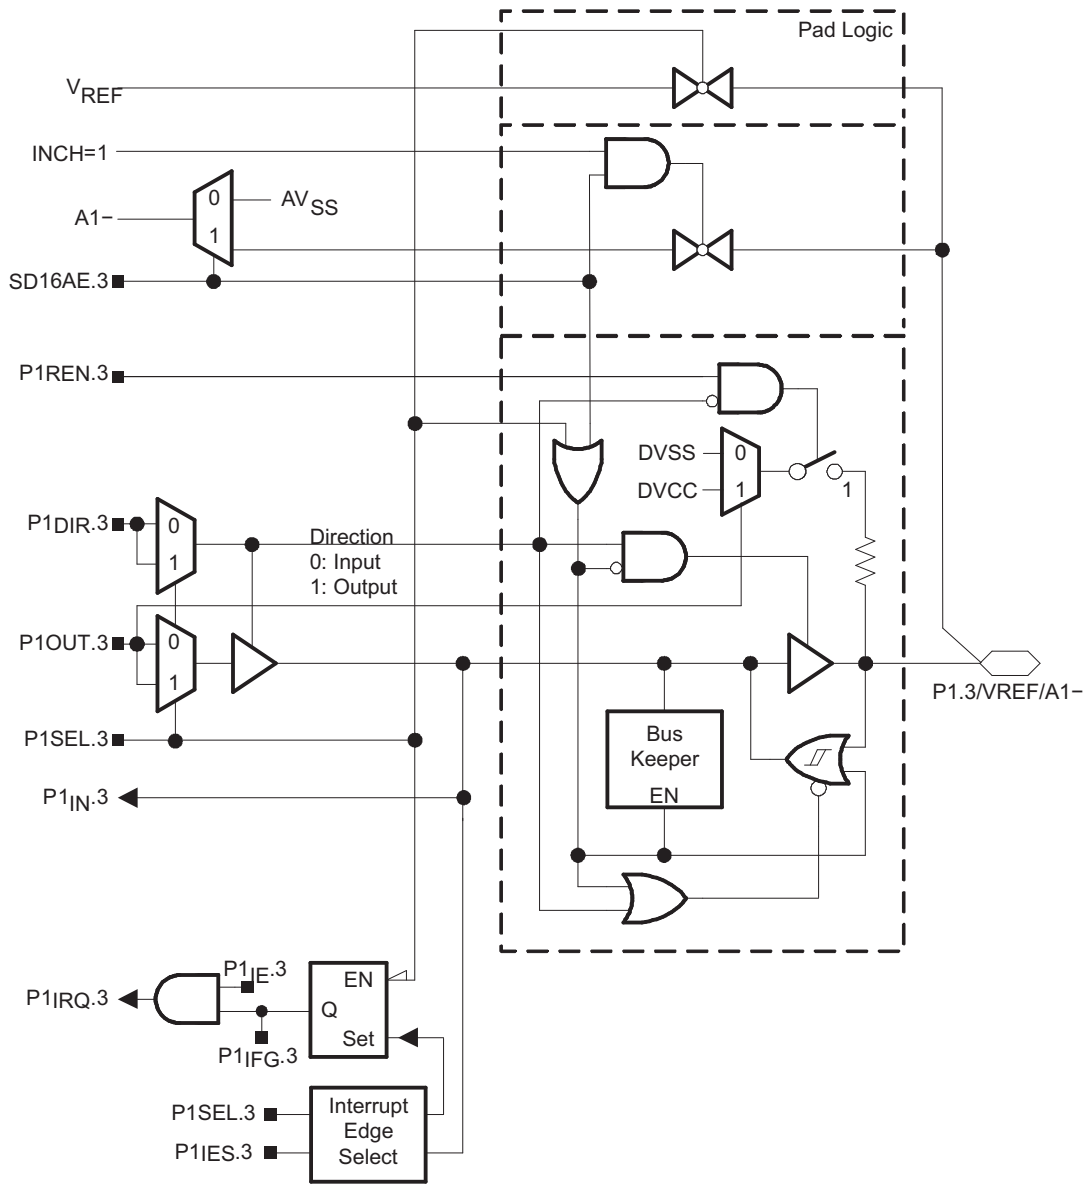 Pad Logic
VREF
INCH=1
0
AVSS
A1−
1
SD16AE.3
P1REN.3
DVSS
0
DVCC
1
1
P1DIR.3
0
1
Direction
0: Input
1: Output
P1OUT.3
0
1
P1.3/VREF/A1−
P1SEL.3
Bus
Keeper
EN
P1IN.3
P1IE.3
EN
P1IRQ.3
Q
Set
P1IFG.3
P1SEL.3
P1IES.3
Interrupt
Edge
Select